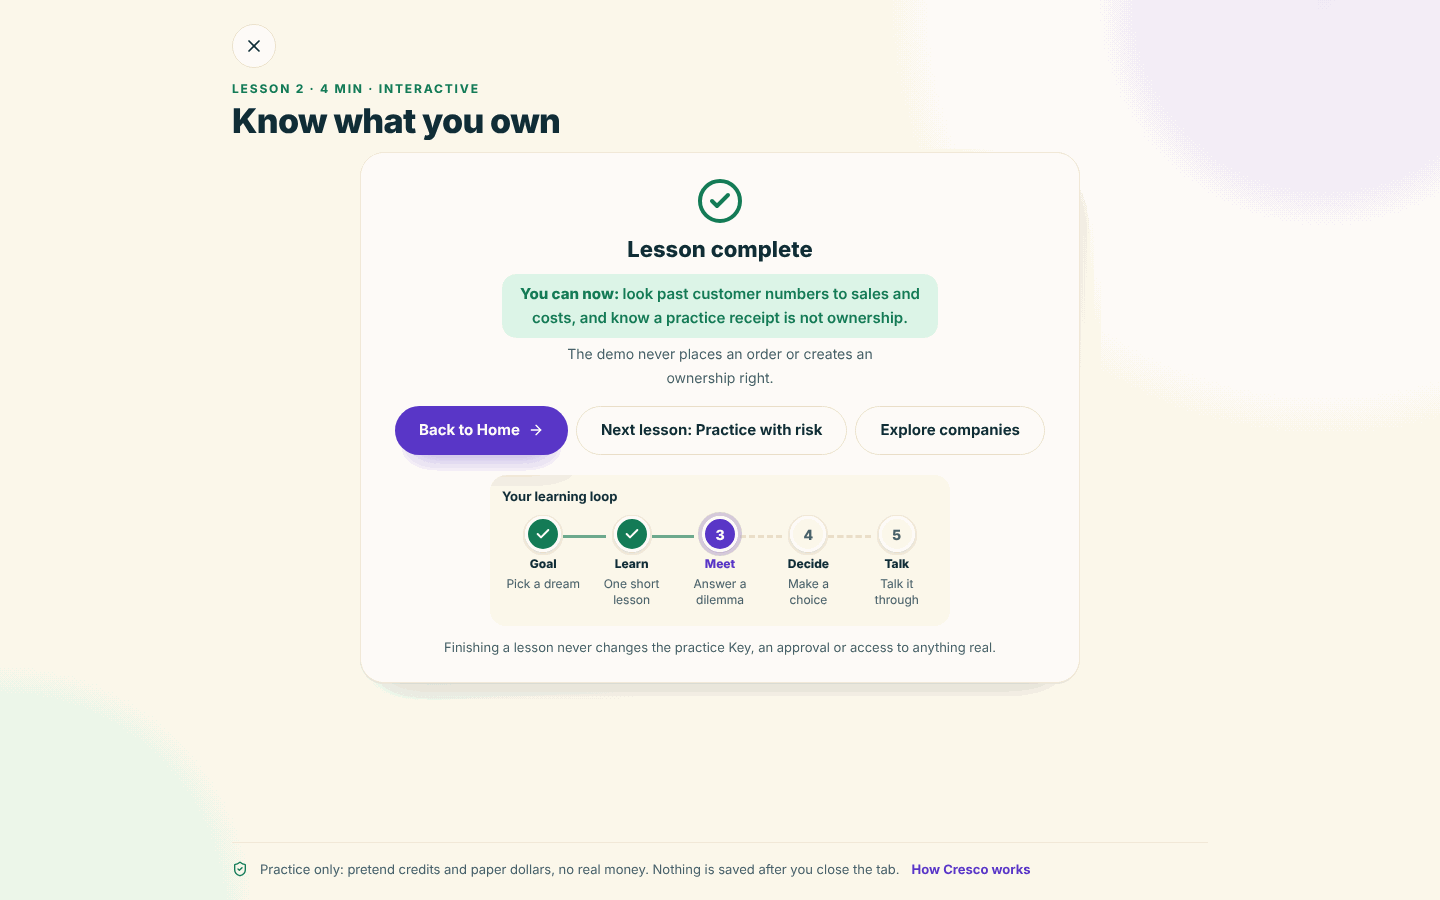 LESSON 2 · 4 MIN · INTERACTIVE
Know what you own
Lesson complete
You can now: look past customer numbers to sales and
costs, and know a practice receipt is not ownership.
The demo never places an order or creates an
ownership right.
Back to Home
Next lesson: Practice with risk
Explore companies
Your learning loop
3
4
5
Goal
Learn
Meet
Decide
Talk
Pick a dream
One short
lesson
Answer a
dilemma
Make a
choice
Talk it
through
Finishing a lesson never changes the practice Key, an approval or access to anything real.
Practice only: pretend credits and paper dollars, no real money. Nothing is saved after you close the tab.
How Cresco works